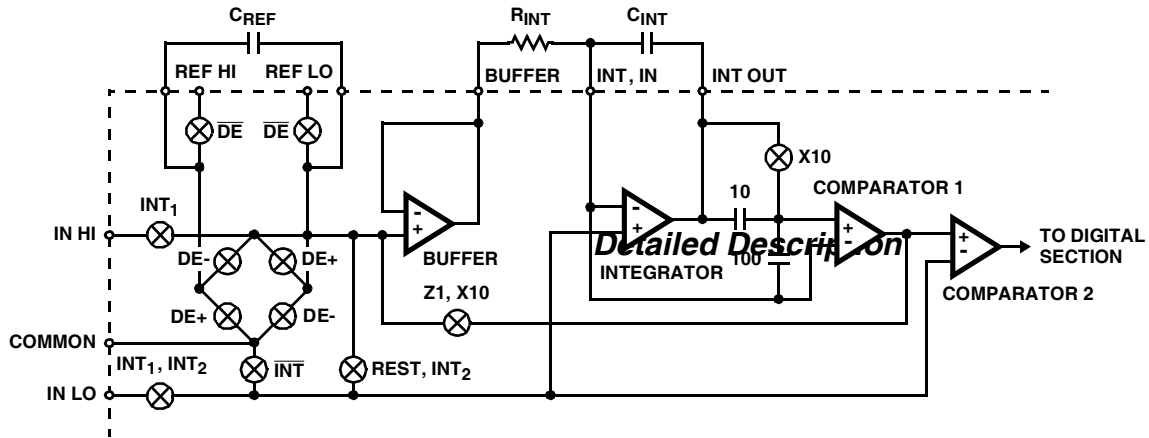 CREF
RINT
CINT
REF HI
REF LO
BUFFER
INT, IN
INT OUT
DE
DE
X10
INT1
10
COMPARATOR 1
IN HI
-
+
-
+
Detailed Description
+
-
+
-
TO DIGITAL
SECTION
DE-
DE+
BUFFER
INTEGRATOR
100
Z1, X10
COMPARATOR 2
DE+
DE-
COMMON
INT1, INT2
INT
REST, INT2
IN LO